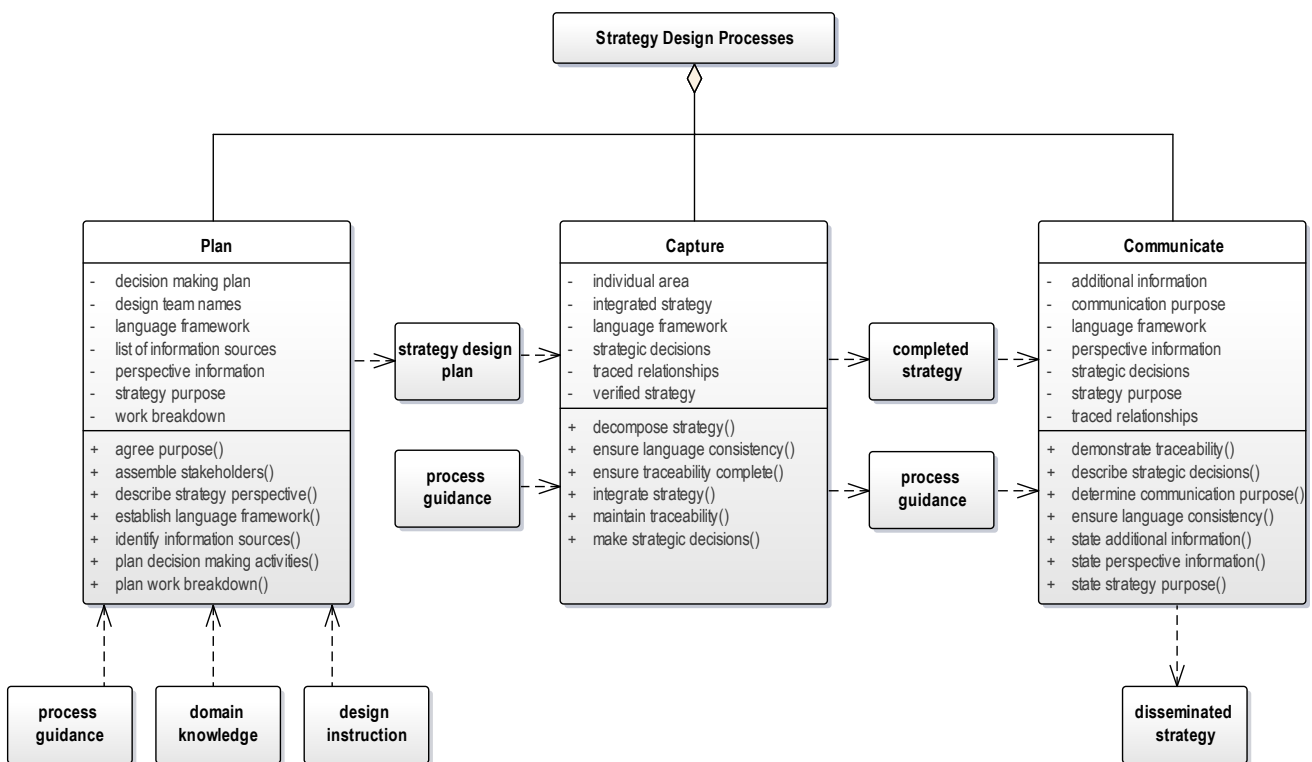 Strategy Design Processes
Plan
- decision making plan
- design team names
- language framework
- list of information sources
- perspective information
- strategy purpose
- work breakdown
+ agree purpose()
+ assemble stakeholders()
+ describe strategy perspective()
+ establish language framework()
+ identify information sources()
+ plan decision making activities()
+ plan work breakdown()
strategy design
plan
process
guidance
Capture
- individual area
- integrated strategy
- language framework
- strategic decisions
- traced relationships
- verified strategy
+ decompose strategy()
+ ensure language consistency()
+ ensure traceability complete()
+ integrate strategy()
+ maintain traceability()
+ make strategic decisions()
completed
strategy
process
guidance
Communicate
- additional information
- communication purpose
- language framework
- perspective information
- strategic decisions
- strategy purpose
- traced relationships
+ demonstrate traceability()
+ describe strategic decisions()
+ determine communication purpose()
+ ensure language consistency()
+ state additional information()
+ state perspective information()
+ state strategy purpose()
process
guidance
domain
knowledge
design
instruction
disseminated
strategy